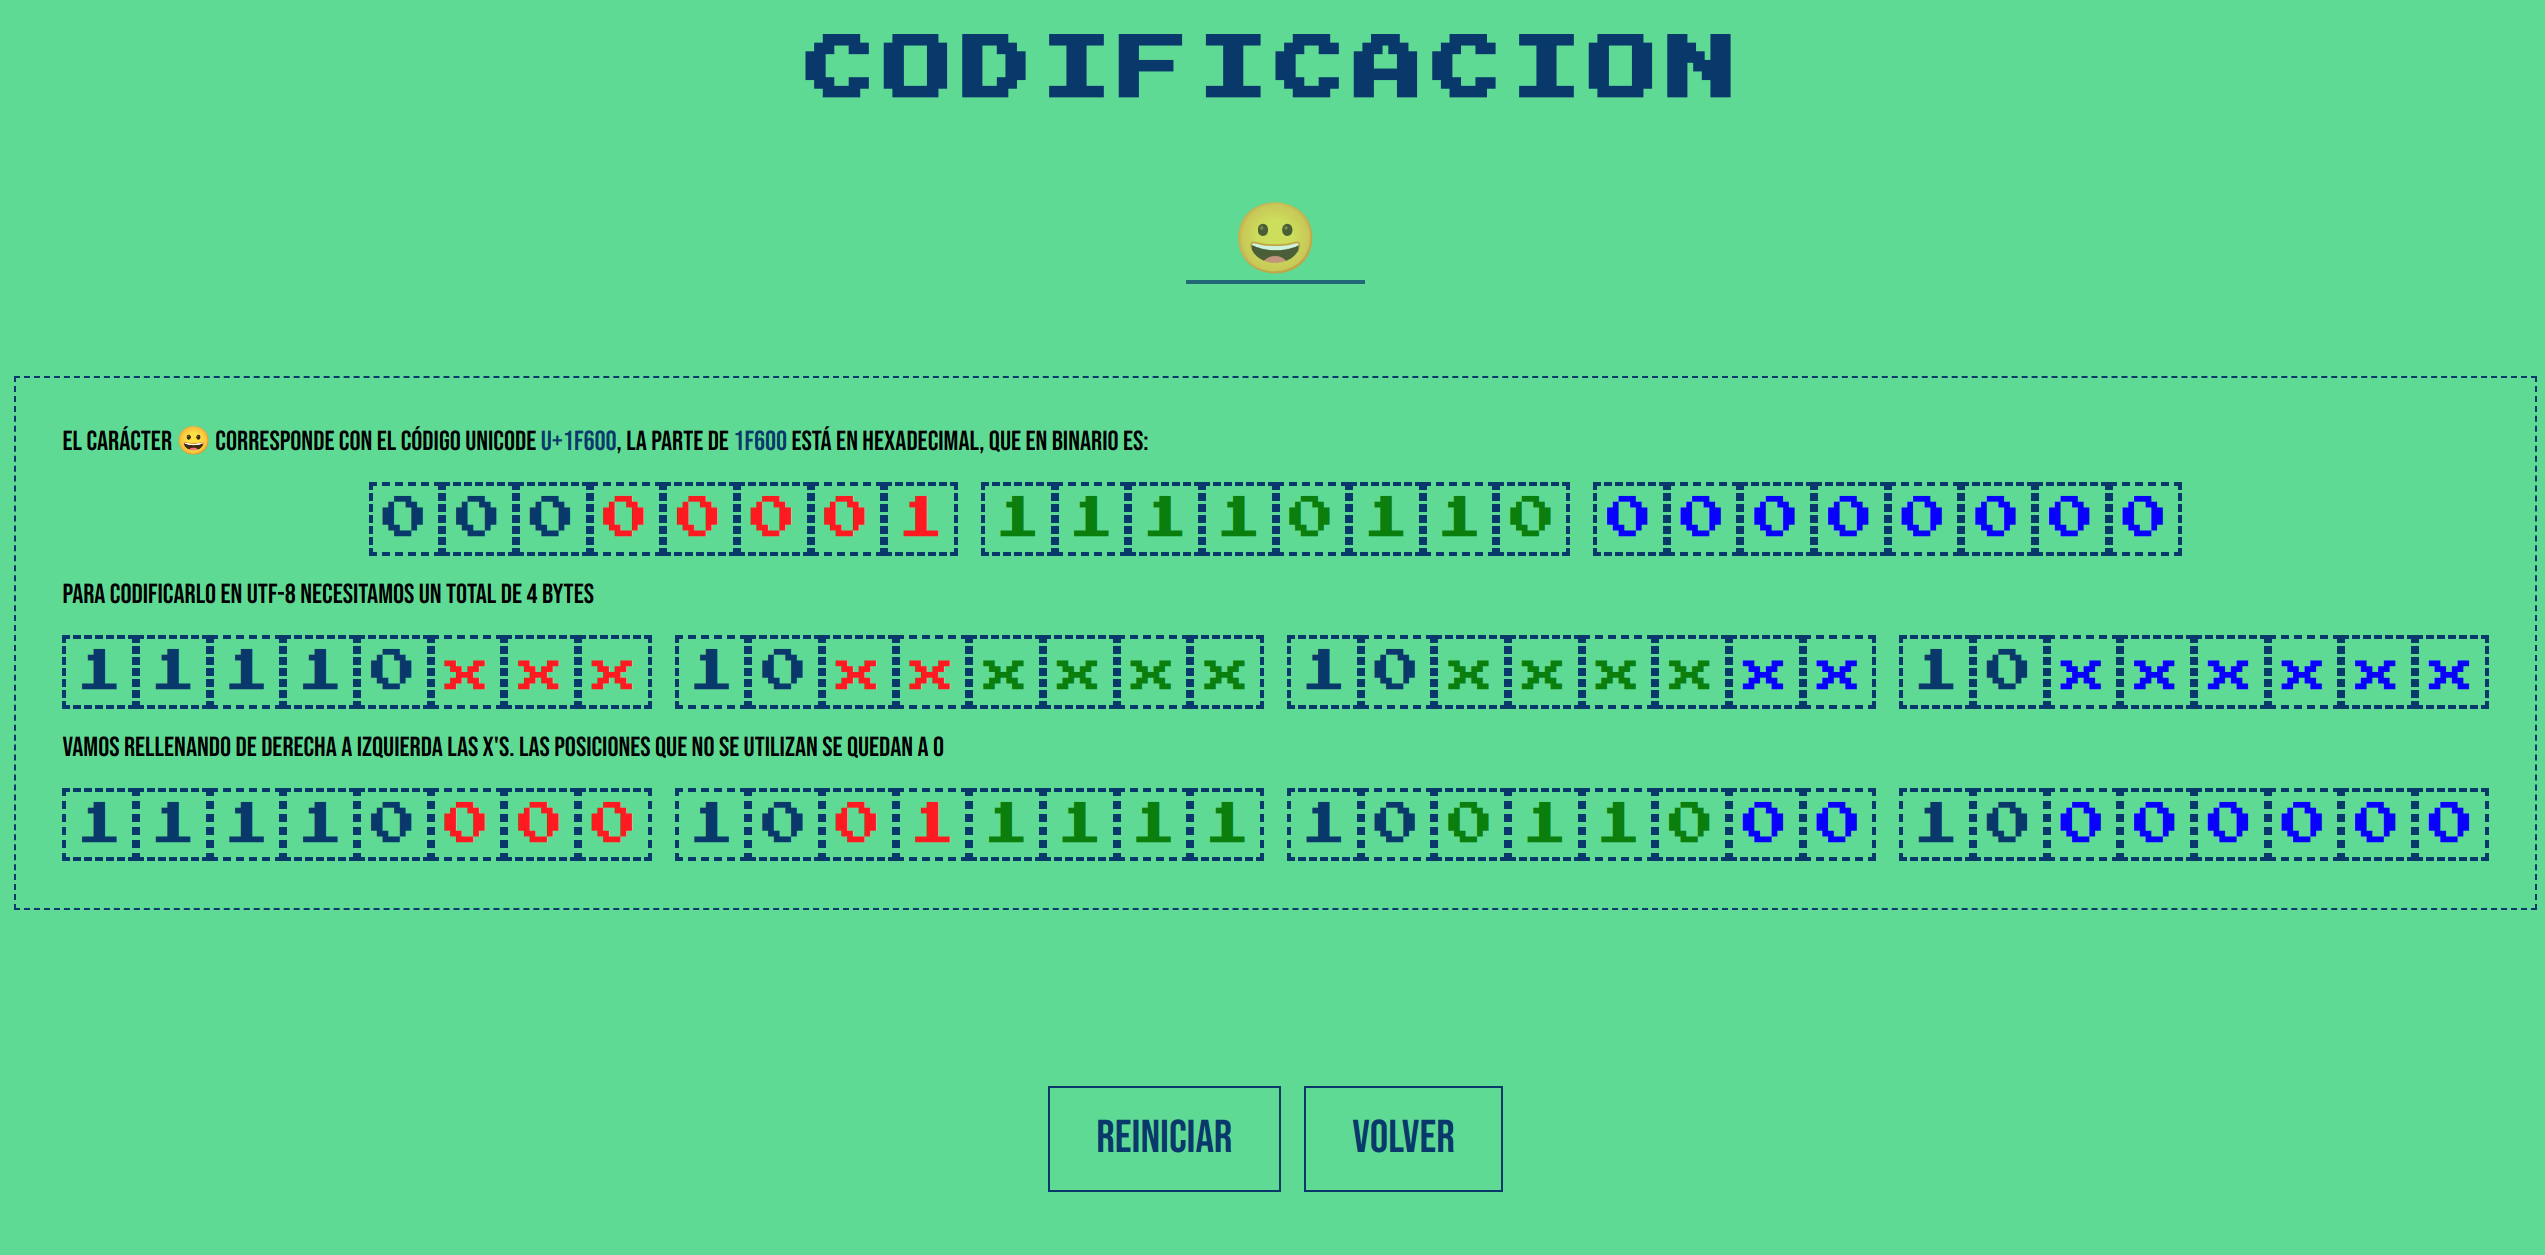 CODIFICACION
😀
EL CARÁCTER 😀 CORRESPONDE CON EL CÓDIGO UNICODE U+1F600, LA PARTE DE 1F600 ESTÁ EN HEXADECIMAL, QUE EN BINARIO ES:
0 0 0 0 0 0 0 1 1 1 1 1 0 1 1 0 0 0 0 0 0 0 0 0
PARA CODIFICARLO EN UTF-8 NECESITAMOS UN TOTAL DE 4 BYTES
1 1 1 1 0 x x x 1 0 x x x x x x 1 0 x x x x x x 1 0 x x x x x x
VAMOS RELLENANDO DE DERECHA A IZQUIERDA LAS X'S. LAS POSICIONES QUE NO SE UTILIZAN SE QUEDAN A 0
1 1 1 1 0 0 0 0 1 0 0 1 1 1 1 1 1 0 0 1 1 0 0 0 1 0 0 0 0 0 0 0
REINICIAR VOLVER